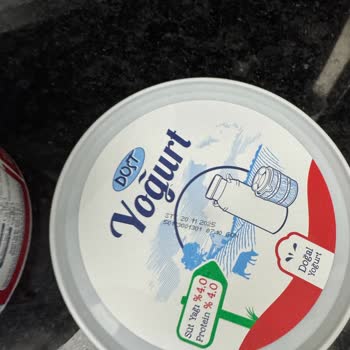 DOST
Yoğurt
Süt Yağı %4.0
Protein %4.0
Doğal
Yoğurt